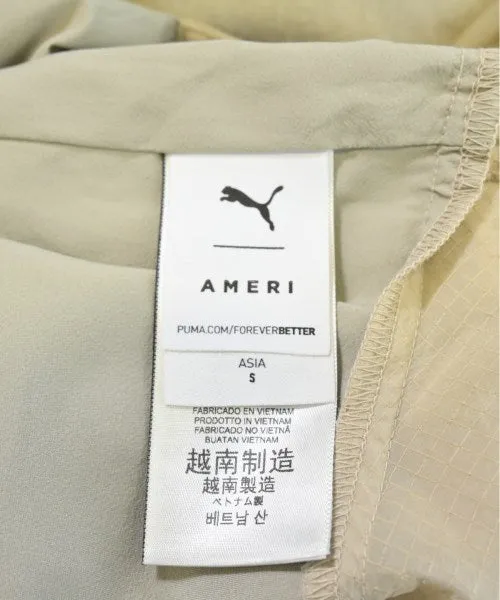 AMERI
PUMA.COM/FOREVERBETTER
ASIA
S
FABRICADO EN VIETNAM
PRODOTTO IN VIETNAM
FABRICADO NO VIETNÃ
BUATAN VIETNAM
越南制造
越南製造
ベトナム製
베트남 산